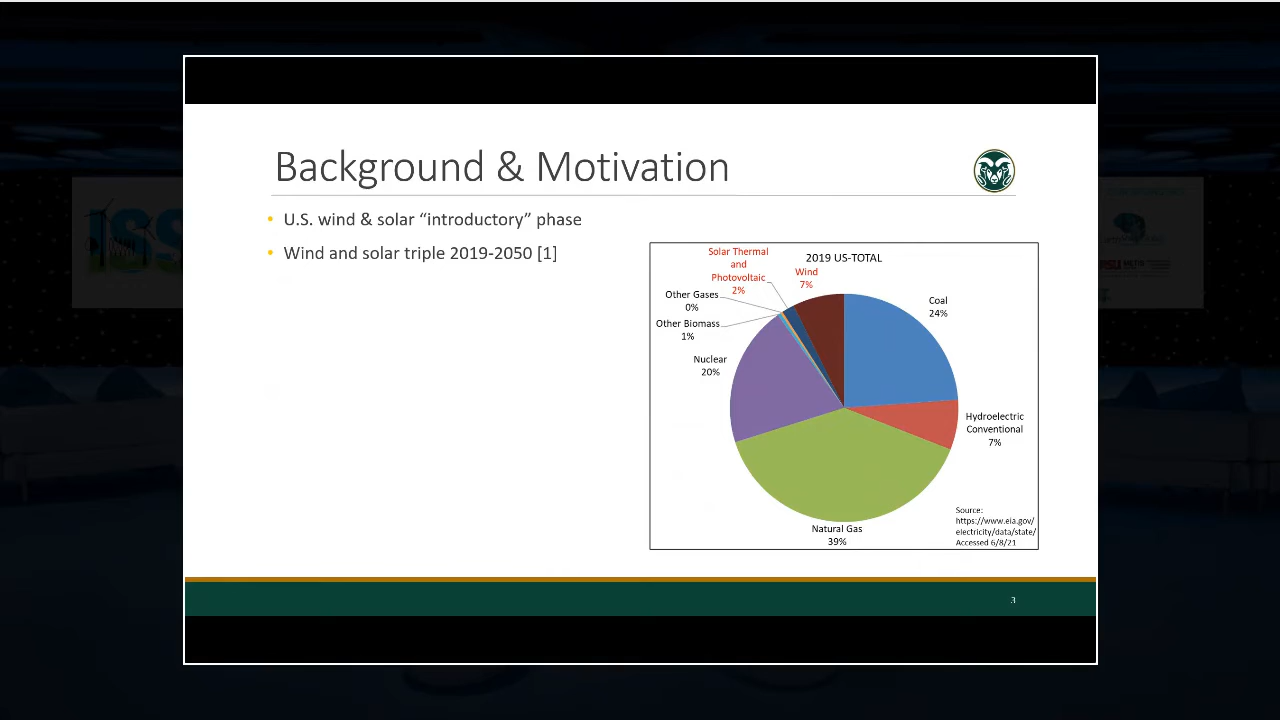 Background & Motivation
• U.S. wind & solar “introductory” phase
• Wind and solar triple 2019-2050 [1]
2019 US-TOTAL
Solar Thermal
and
Photovoltaic
2%
Wind
7%
Other Gases
0%
Other Biomass
1%
Nuclear
20%
Coal
24%
Hydroelectric
Conventional
7%
Natural Gas
39%
Source:
https://www.eia.gov/
electricity/data/state/
Accessed 6/8/21
3